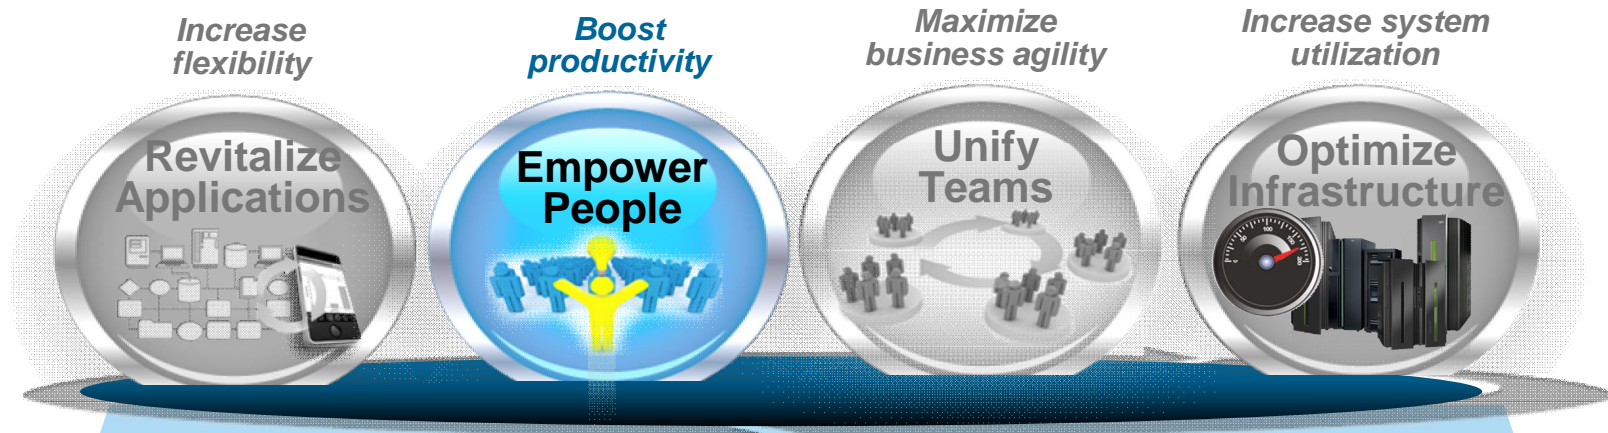 Increase
flexibility
Boost
productivity
Maximize
business agility
Increase system
utilization
Revitalize
Applications
Empower
People
Unify
Teams
Optimize
Infrastructure